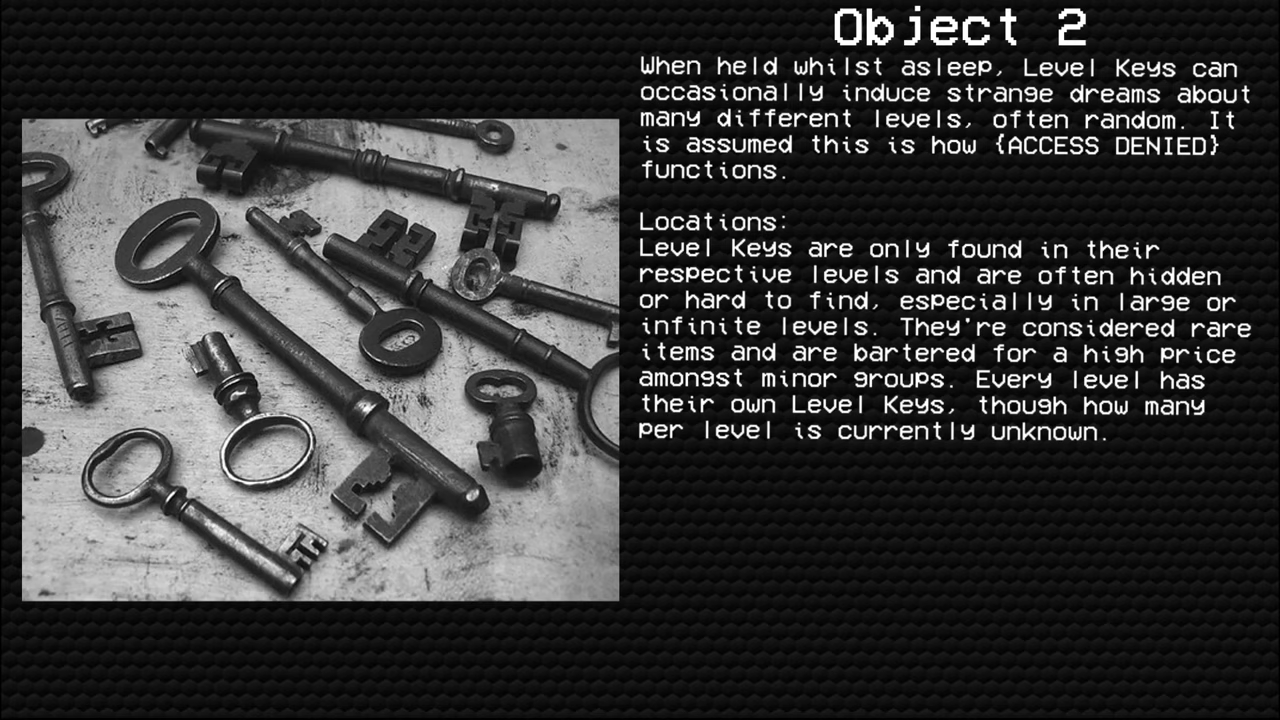 Object 2
When held whilst asleep, Level Keys can
occasionally induce strange dreams about
many different levels, often random. It
is assumed this is how {ACCESS DENIED}
functions.
Locations:
Level Keys are only found in their
respective levels and are often hidden
or hard to find, especially in large or
infinite levels. They're considered rare
items and are bartered for a high price
amongst minor groups. Every level has
their own Level Keys, though how many
per level is currently unknown.